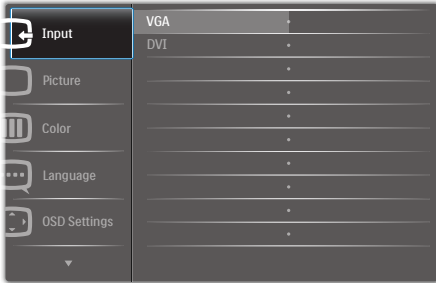 Input
Picture
Color
Language
OSD Settings
VGA
DVI